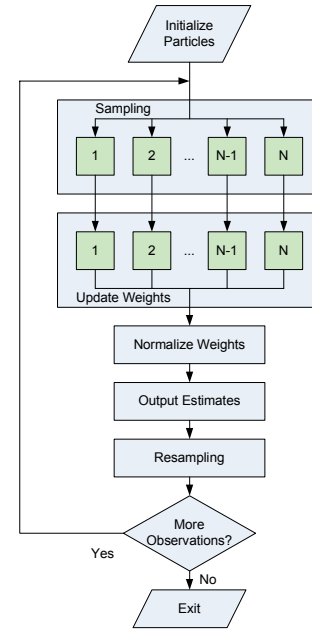 Initialize
Particles
Sampling
1 2 ... N-1 N
1 2 ... N-1 N
Update Weights
Normalize Weights
Output Estimates
Resampling
More
Observations?
Yes
No
Exit